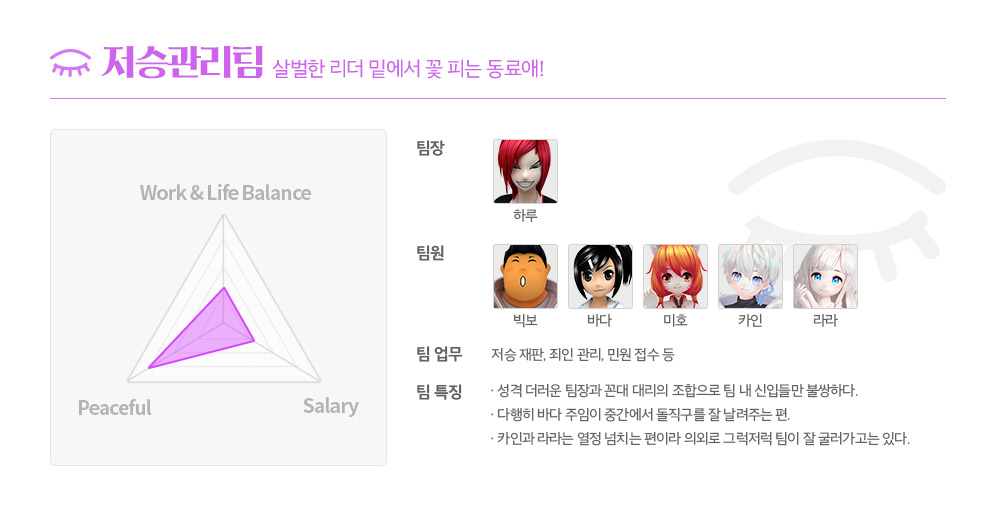 저승관리팀 살벌한 리더 밑에서 꽃 피는 동료애!
Work & Life Balance
Peaceful
Salary
팀장
하루
팀원
빅보 바다 미호 카인 라라
팀 업무 저승 재판, 죄인 관리, 민원 접수 등
팀 특징 · 성격 더러운 팀장과 꼰대 대리의 조합으로 팀 내 신입들만 불쌍하다.
· 다행히 바다 주임이 중간에서 돌직구를 잘 날려주는 편.
· 카인과 라라는 열정 넘치는 편이라 의외로 그럭저럭 팀이 잘 굴러가고는 있다.